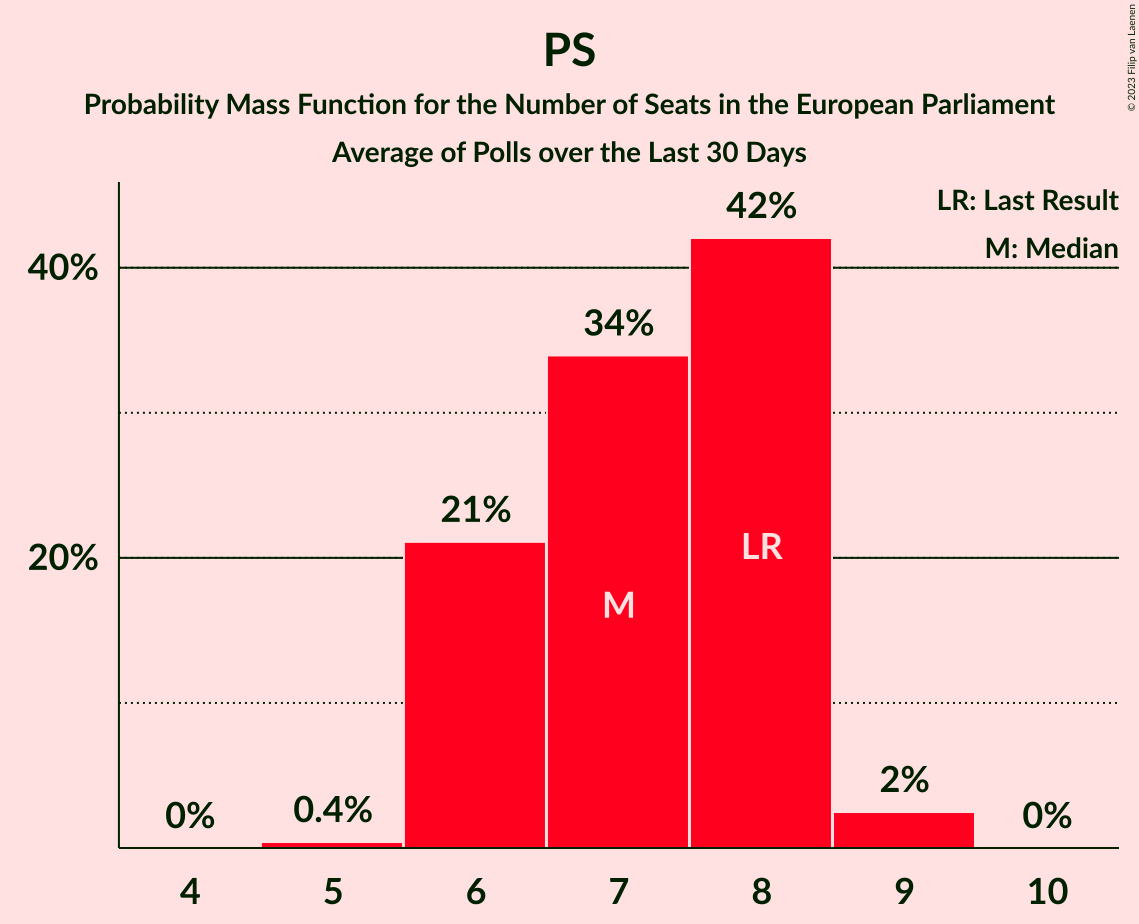 PS
Probability Mass Function for the Number of Seats in the European Parliament
Average of Polls over the Last 30 Days
© 2023 Filip van Laenen
LR: Last Result
M: Median
40%
20%
0%
0.4%
21%
34%
42%
2%
0%
M
LR
4 5 6 7 8 9 10